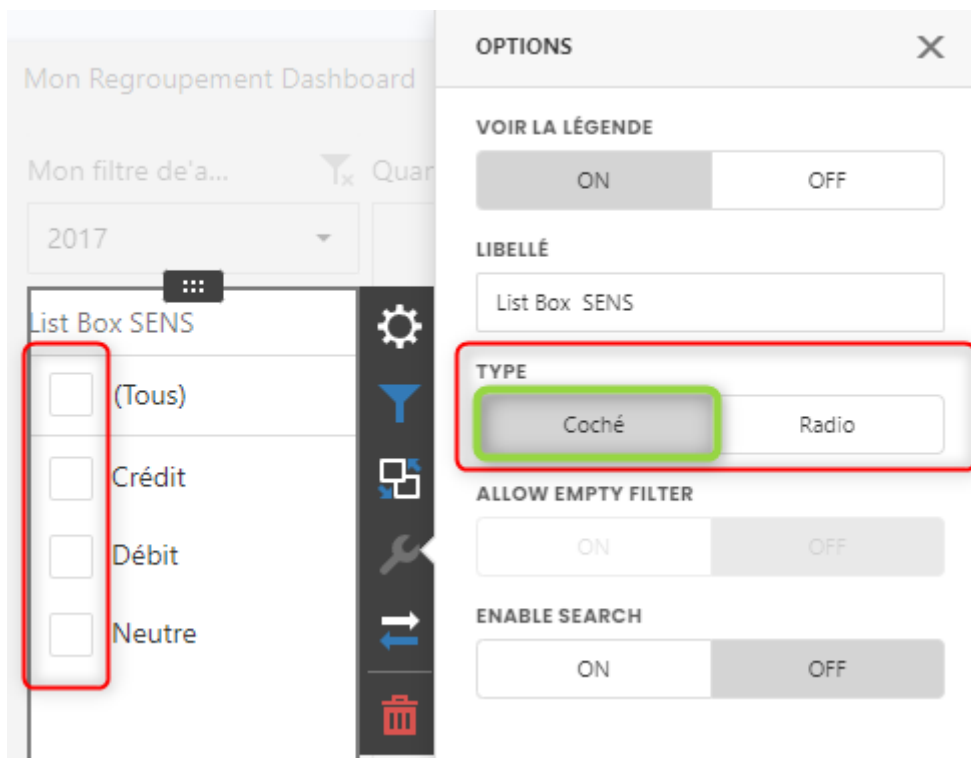 Mon Regroupement Dashboard
Mon filtre de'a...
Quar
2017
List Box SENS
(Tous)
Crédit
Débit
Neutre
OPTIONS
VOIR LA LÉGENDE
ON OFF
LIBELLÉ
List Box SENS
TYPE
Coché Radio
ALLOW EMPTY FILTER
ON OFF
ENABLE SEARCH
ON OFF